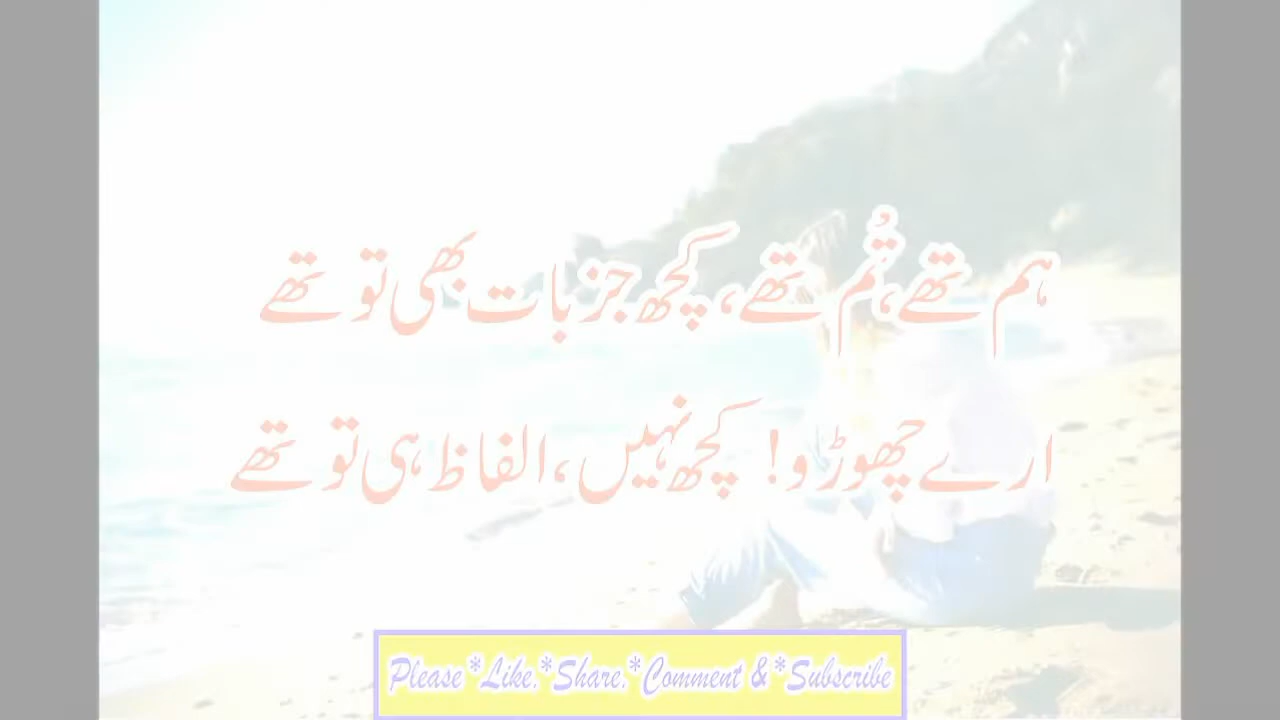 ہم تھے، تُم تھے، کچھ جزبات بھی تو تھے
ارے چھوڑو! کچھ نہیں، الفاظ ہی تو تھے
Please*Like.*Share.*Comment &*Subscribe